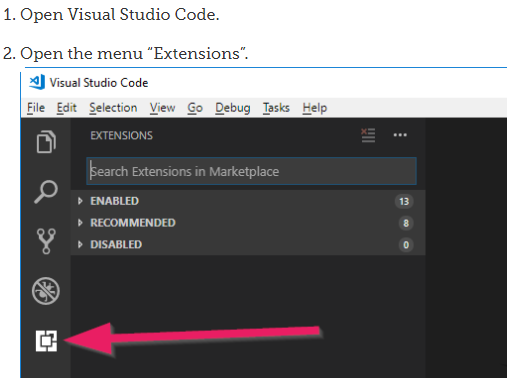 1. Open Visual Studio Code.
2. Open the menu “Extensions”.
Visual Studio Code
File Edit Selection View Go Debug Tasks Help
EXTENSIONS
Search Extensions in Marketplace
ENABLED 13
RECOMMENDED 8
DISABLED 0